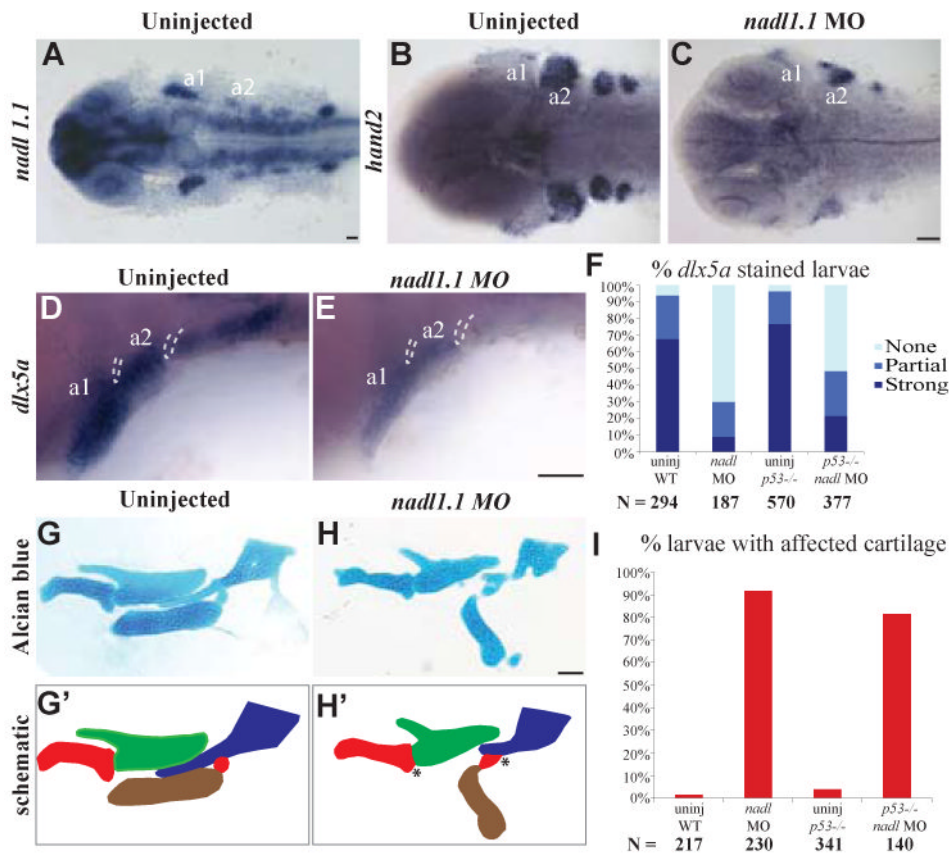 Uninjected
Uninjected
nadl1.1 MO
A
a1
a2
nadl 1.1
B
a1
a2
hand2
C
a1
a2
Uninjected
nadl1.1 MO
D
a2
a1
dlx5a
E
a2
a1
F
% dlx5a stained larvae
100%
90%
80%
70%
60%
50%
40%
30%
20%
10%
0%
None
Partial
Strong
uninj WT
nadl MO
uninj p53-/-
p53-/- nadl MO
N = 294 187 570 377
Uninjected
nadl1.1 MO
G
H
Alcian blue
G’
H’
*
*
schematic
I
% larvae with affected cartilage
100%
90%
80%
70%
60%
50%
40%
30%
20%
10%
0%
uninj WT
nadl MO
uninj p53-/-
p53-/- nadl MO
N = 217 230 341 140